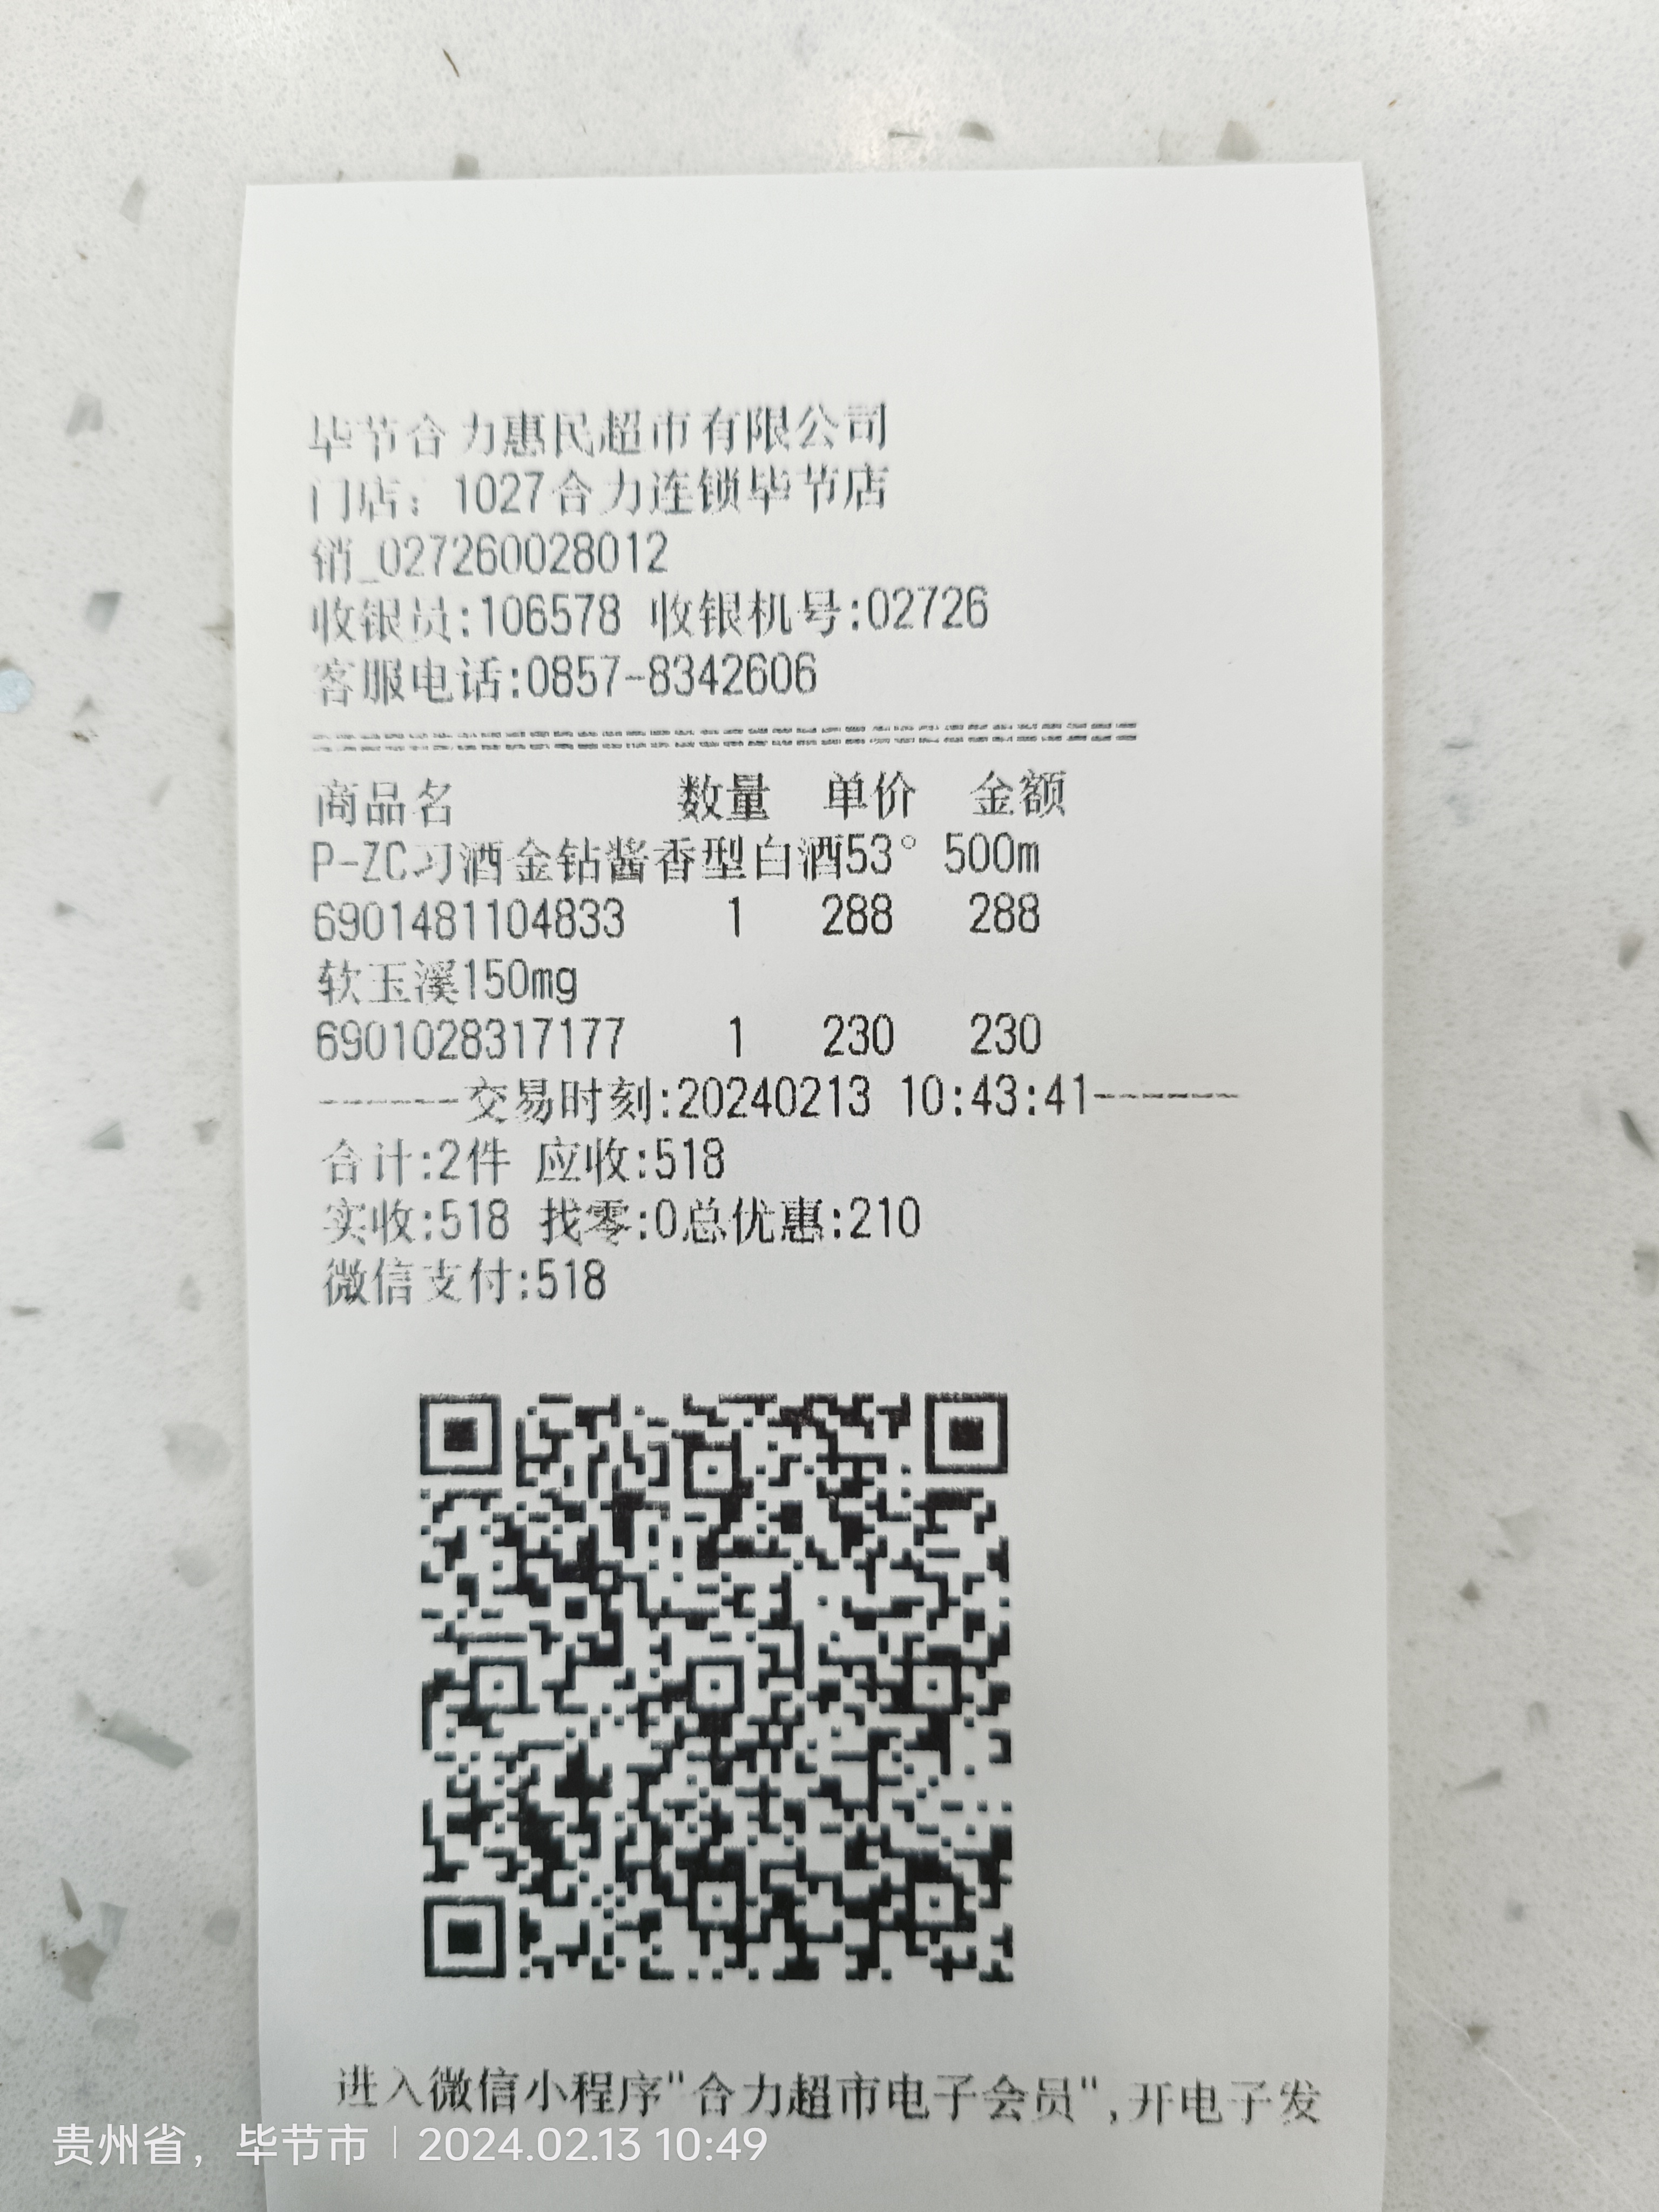 毕节合力惠民超市有限公司
门店：1027合力连锁毕节店
销_027260028012
收银员:106578 收银机号:02726
客服电话:0857-8342606
==================================
商品名 数量 单价 金额
P-ZC习酒金钻酱香型白酒53° 500m
6901481104833 1 288 288
软玉溪150mg
6901028317177 1 230 230
------交易时刻:20240213 10:43:41------
合计:2件 应收:518
实收:518 找零:0总优惠:210
微信支付:518
进入微信小程序"合力超市电子会员",开电子发
贵州省，毕节市 | 2024.02.13 10:49